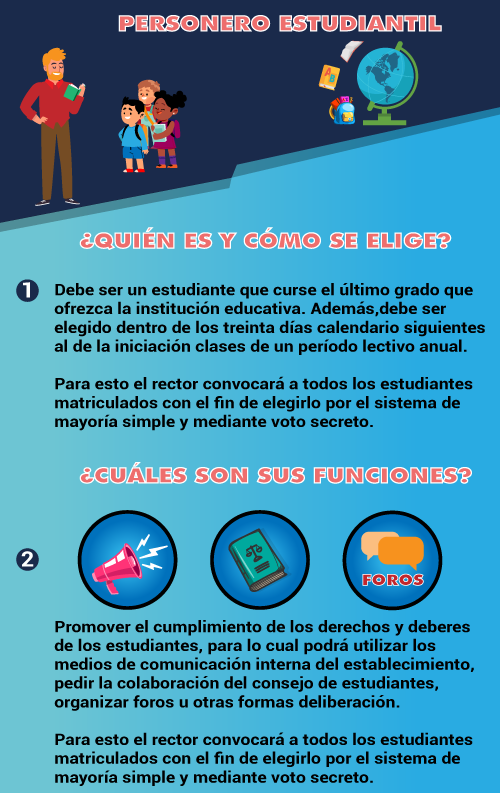 PERSONERO ESTUDIANTIL
¿QUIÉN ES Y CÓMO SE ELIGE?
1
Debe ser un estudiante que curse el último grado que
ofrezca la institución educativa. Además,debe ser
elegido dentro de los treinta días calendario siguientes
al de la iniciación clases de un período lectivo anual.
Para esto el rector convocará a todos los estudiantes
matriculados con el fin de elegirlo por el sistema de
mayoría simple y mediante voto secreto.
¿CUÁLES SON SUS FUNCIONES?
2
FOROS
Promover el cumplimiento de los derechos y deberes
de los estudiantes, para lo cual podrá utilizar los
medios de comunicación interna del establecimiento,
pedir la colaboración del consejo de estudiantes,
organizar foros u otras formas deliberación.
Para esto el rector convocará a todos los estudiantes
matriculados con el fin de elegirlo por el sistema de
mayoría simple y mediante voto secreto.